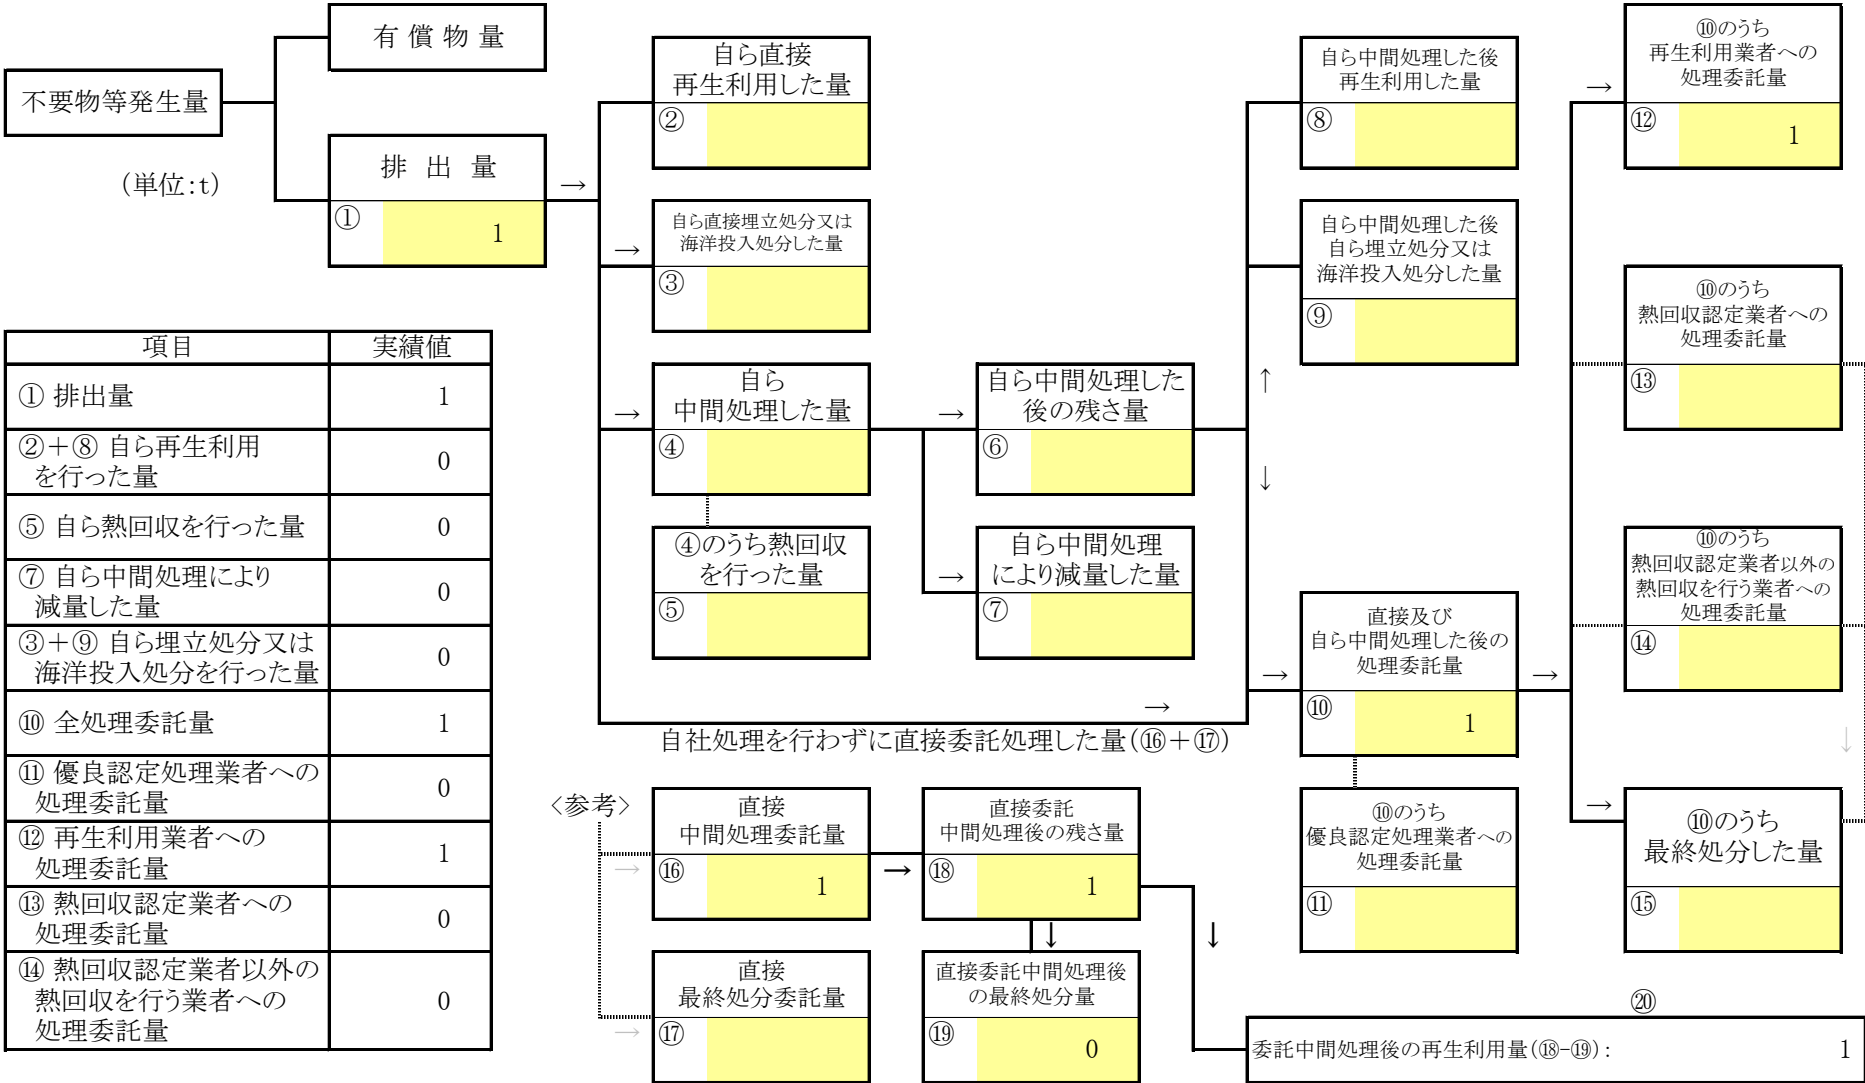 有 償 物 量
不要物等発生量
(単位:t)
排 出 量
→
① 1
自ら直接
再生利用した量
②
→
自ら直接埋立処分又は
海洋投入処分した量
③
→
自ら
中間処理した量
④
④のうち熱回収
を行った量
⑤
→
自ら中間処理した
後の残さ量
⑥
→
自ら中間処理
により減量した量
⑦
↑
↓
自ら中間処理した後
再生利用した量
⑧
自ら中間処理した後
自ら埋立処分又は
海洋投入処分した量
⑨
→
直接及び
自ら中間処理した後の
処理委託量
⑩ 1
⑩のうち
優良認定処理業者への
処理委託量
⑪
→
→
⑩のうち
再生利用業者への
処理委託量
⑫ 1
⑩のうち
熱回収認定業者への
処理委託量
⑬
⑩のうち
熱回収認定業者以外の
熱回収を行う業者への
処理委託量
⑭
↓
→
⑩のうち
最終処分した量
⑮
→
自社処理を行わずに直接委託処理した量(⑯+⑰)
<参考>
→
直接
中間処理委託量
⑯ 1
→
直接委託
中間処理後の残さ量
⑱ 1
↓
↓
→
直接
最終処分委託量
⑰
直接委託中間処理後
の最終処分量
⑲ 0
⑳
委託中間処理後の再生利用量(⑱-⑲): 1
項目 実績値
① 排出量 1
②+⑧ 自ら再生利用
を行った量 0
⑤ 自ら熱回収を行った量 0
⑦ 自ら中間処理により
減量した量 0
③+⑨ 自ら埋立処分又は
海洋投入処分を行った量 0
⑩ 全処理委託量 1
⑪ 優良認定処理業者への
処理委託量 0
⑫ 再生利用業者への
処理委託量 1
⑬ 熱回収認定業者への
処理委託量 0
⑭ 熱回収認定業者以外の
熱回収を行う業者への
処理委託量 0